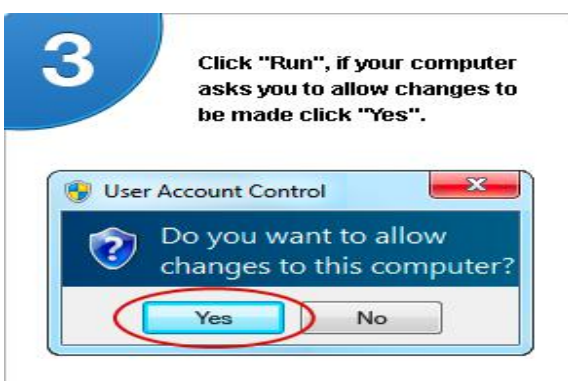 3
Click "Run", if your computer
asks you to allow changes to
be made click "Yes".
User Account Control
Do you want to allow
changes to this computer?
Yes No